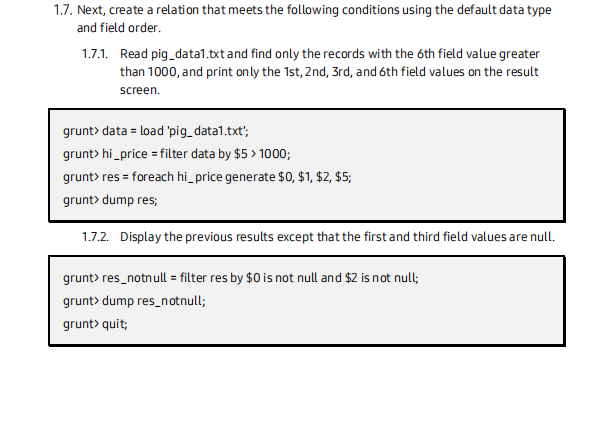 1.7. Next, create a relation that meets the following conditions using the default data type
and field order.
1.7.1. Read pig_data1.txt and find only the records with the 6th field value greater
than 1000, and print only the 1st, 2nd, 3rd, and 6th field values on the result
screen.
grunt> data = load 'pig_data1.txt';
grunt> hi_price = filter data by $5 > 1000;
grunt> res = foreach hi_price generate $0, $1, $2, $5;
grunt> dump res;
1.7.2. Display the previous results except that the first and third field values are null.
grunt> res_notnull = filter res by $0 is not null and $2 is not null;
grunt> dump res_notnull;
grunt> quit;